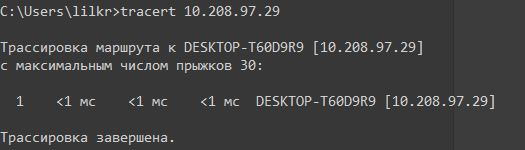 C:\Users\lilkr>tracert 10.208.97.29
Трассировка маршрута к DESKTOP-T60D9R9 [10.208.97.29]
с максимальным числом прыжков 30:
1 <1 мс <1 мс <1 мс DESKTOP-T60D9R9 [10.208.97.29]
Трассировка завершена.